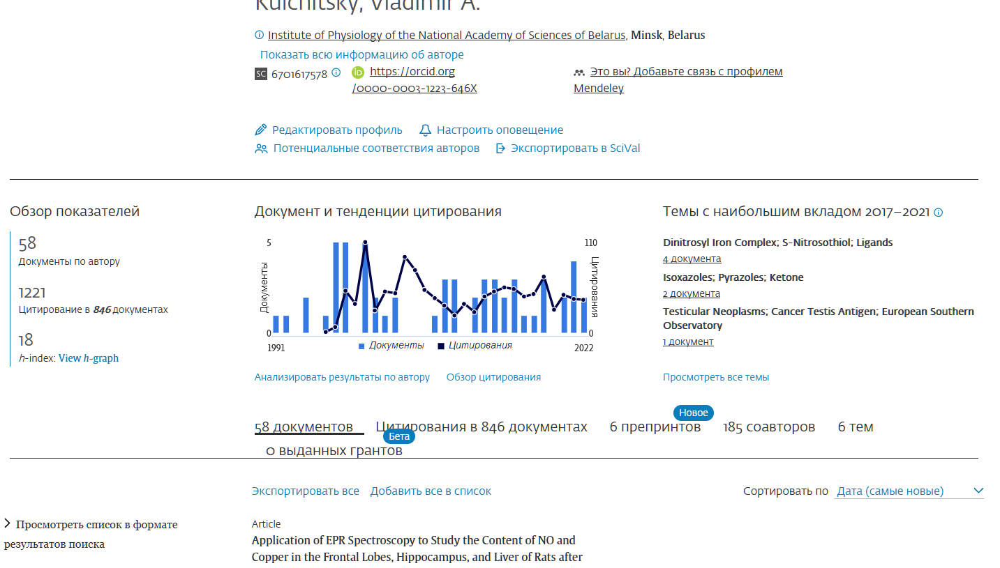 Kulchitsky, Vladimir A.
Institute of Physiology of the National Academy of Sciences of Belarus, Minsk, Belarus
Показать всю информацию об авторе
SC 6701617578
iD https://orcid.org
/0000-0003-1223-646X
Это вы? Добавьте связь с профилем
Mendeley
Редактировать профиль
Настроить оповещение
Потенциальные соответствия авторов
Экспортировать в SciVal
Обзор показателей
58
Документы по автору
1221
Цитирование в 846 документах
18
h-index: View h-graph
Документ и тенденции цитирования
5
110
Документы
Цитирования
0
0
1991
2022
Документы
Цитирования
Анализировать результаты по автору
Обзор цитирования
Темы с наибольшим вкладом 2017–2021
Dinitrosyl Iron Complex; S-Nitrosothiol; Ligands
4 документа
Isoxazoles; Pyrazoles; Ketone
2 документа
Testicular Neoplasms; Cancer Testis Antigen; European Southern
Observatory
1 документ
Просмотреть все темы
Новое
58 документов
Цитирования в 846 документах
6 препринтов
185 соавторов
6 тем
Бета
0 выданных грантов
Экспортировать все
Добавить все в список
Сортировать по Дата (самые новые)
Просмотреть список в формате
результатов поиска
Article
Application of EPR Spectroscopy to Study the Content of NO and
Copper in the Frontal Lobes, Hippocampus, and Liver of Rats after